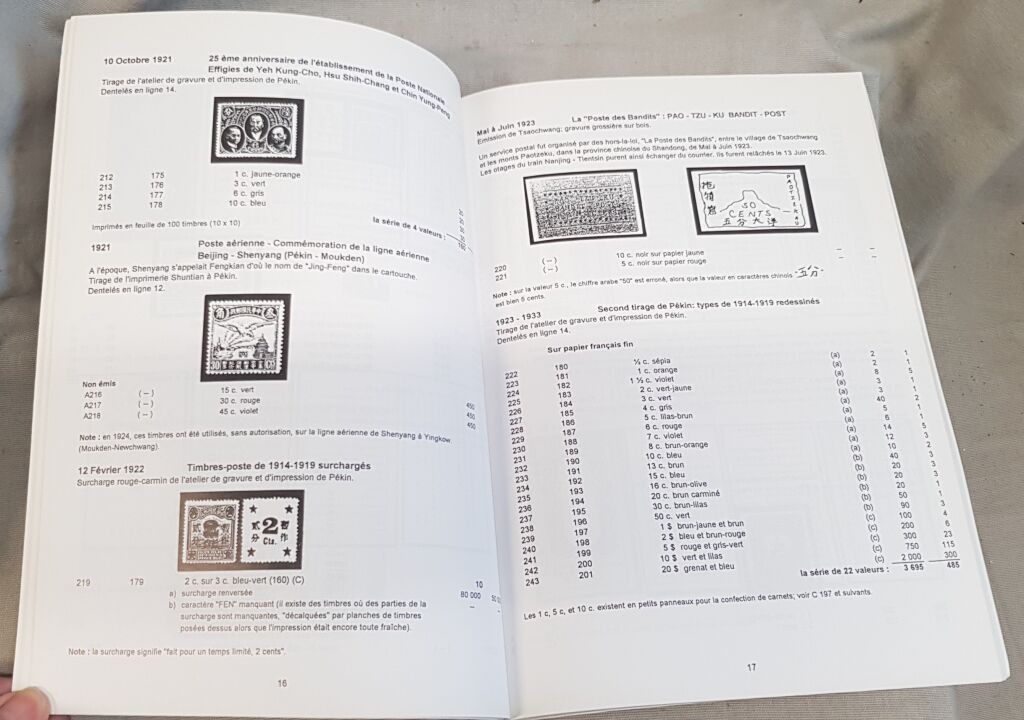 10 Octobre 1921
25 ème anniversaire de l'établissement de la Poste Nationale
Effigies de Yeh Kung-Cho, Hsu Shih-Chang et Chin Yung-Peng
Tirage de l'atelier de gravure et d'impression de Pékin.
Dentelés en ligne 14.
212 175 1 c. jaune-orange 20
213 176 3 c. vert 20
214 177 6 c. gris
215 178 10 c. bleu
Imprimés en feuille de 100 timbres (10 x 10) la série de 4 valeurs :
1921 Poste aérienne - Commémoration de la ligne aérienne
Beijing - Shenyang (Pékin - Moukden)
A l'époque, Shenyang s'appelait Fengkian d'où le nom de "Jing-Feng" dans le cartouche.
Tirage de l'imprimerie Shuntian à Pékin.
Dentelés en ligne 12.
30
Non émis
A216 ( – ) 15 c. vert 450
A217 ( – ) 30 c. rouge 450
A218 ( – ) 45 c. violet 450
Note : en 1924, ces timbres ont été utilisés, sans autorisation, sur la ligne aérienne de Shenyang à Yingkow
(Moukden-Newchwang).
12 Février 1922 Timbres-poste de 1914-1919 surchargés
Surcharge rouge-carmin de l'atelier de gravure et d'impression de Pékin.
貳 2 暫
分 Cts. 作
219 179 2 c. sur 3 c. bleu-vert (160) (C) 10
a) surcharge renversée 80 000
b) caractère "FEN" manquant (il existe des timbres où des parties de la – –
surcharge sont manquantes, "décalquées" par planches de timbres
posées dessus alors que l'impression était encore toute fraîche).
Note : la surcharge signifie "fait pour un temps limité, 2 cents".
16
Mai à Juin 1923 La "Poste des Bandits" : PAO - TZU - KU BANDIT - POST
Emission de Tsaochwang; gravure grossière sur bois.
Un service postal fut organisé par des hors-la-loi, "La Poste des Bandits", entre le village de Tsaochwang
et les monts Paotzeku, dans la province chinoise du Shandong, de Mai à Juin 1923.
Les otages du train Nanjing - Tientsin purent ainsi échanger du courrier. Ils furent relâchés le 13 Juin 1923.
50
CENTS
五分大洋
PAOTZEKU
220 ( – ) 10 c. noir sur papier jaune – –
221 ( – ) 5 c. noir sur papier rouge – –
Note : sur la valeur 5 c., le chiffre arabe "50" est erroné, alors que la valeur en caractères chinois "五分"
est bien 5 cents.
1923 - 1933 Second tirage de Pékin: types de 1914-1919 redessinés
Tirage de l'atelier de gravure et d'impression de Pékin.
Dentelés en ligne 14.
Sur papier français fin
222 180 ½ c. sépia (a) 2 1
223 181 1 c. orange (a) 2 1
224 182 1 ½ c. violet (a) 8 5
225 183 2 c. vert-jaune (a) 3 1
226 184 3 c. vert (a) 3 1
227 185 4 c. gris (a) 40 2
228 186 5 c. lilas-brun (a) 5 1
229 187 6 c. rouge (a) 6 1
230 188 7 c. violet (a) 14 5
231 189 8 c. brun-orange (a) 12 3
232 190 10 c. bleu (a) 10 2
233 191 13 c. brun (b) 40 3
234 192 15 c. bleu (b) 20 3
235 193 16 c. brun-olive (b) 20 3
236 194 20 c. brun carminé (b) 20 1
237 195 30 c. brun-lilas (b) 50 1
238 196 50 c. vert (b) 90 3
239 197 1 $ brun-jaune et brun (c) 100 4
240 198 2 $ bleu et brun-rouge (c) 200 6
241 199 5 $ rouge et gris-vert (c) 300 23
242 200 10 $ vert et lilas (c) 750 115
243 201 20 $ grenat et bleu (c) 2 000 300
la série de 22 valeurs : 3 695 485
Les 1 c, 5 c, et 10 c. existent en petits panneaux pour la confection de carnets; voir C 197 et suivants.
17